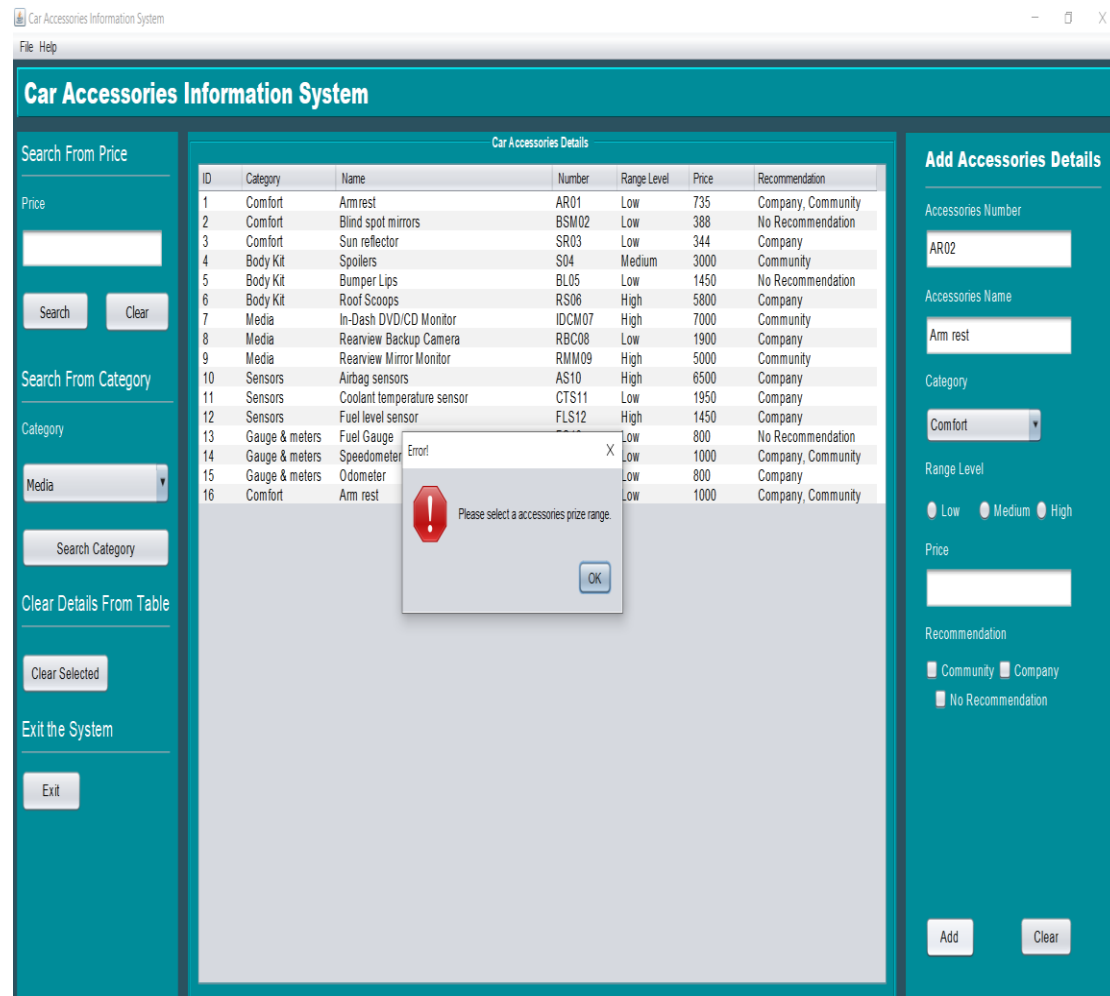 Car Accessories Information System
File Help
Car Accessories Information System
Search From Price
Price
Search Clear
Search From Category
Category
Media
Search Category
Clear Details From Table
Clear Selected
Exit the System
Exit
Car Accessories Details
ID Category Name Number Range Level Price Recommendation
1 Comfort Armrest AR01 Low 735 Company, Community
2 Comfort Blind spot mirrors BSM02 Low 388 No Recommendation
3 Comfort Sun reflector SR03 Low 344 Company
4 Body Kit Spoilers S04 Medium 3000 Community
5 Body Kit Bumper Lips BL05 Low 1450 No Recommendation
6 Body Kit Roof Scoops RS06 High 5800 Company
7 Media In-Dash DVD/CD Monitor IDCM07 High 7000 Community
8 Media Rearview Backup Camera RBC08 Low 1900 Company
9 Media Rearview Mirror Monitor RMM09 High 5000 Community
10 Sensors Airbag sensors AS10 High 6500 Company
11 Sensors Coolant temperature sensor CTS11 Low 1950 Company
12 Sensors Fuel level sensor FLS12 High 1450 Company
13 Gauge & meters Fuel Gauge Low 800 No Recommendation
14 Gauge & meters Speedometer Low 1000 Company, Community
15 Gauge & meters Odometer Low 800 Company
16 Comfort Arm rest Low 1000 Company, Community
Error! X
Please select a accessories prize range.
OK
Add Accessories Details
Accessories Number
AR02
Accessories Name
Arm rest
Category
Comfort
Range Level
Low Medium High
Price
Recommendation
Community Company
No Recommendation
Add Clear